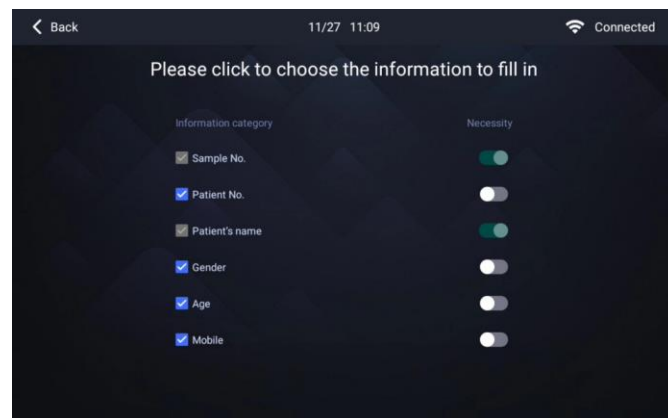 Back 11/27 11:09 Connected
Please click to choose the information to fill in
Information category Necessity
Sample No.
Patient No.
Patient's name
Gender
Age
Mobile